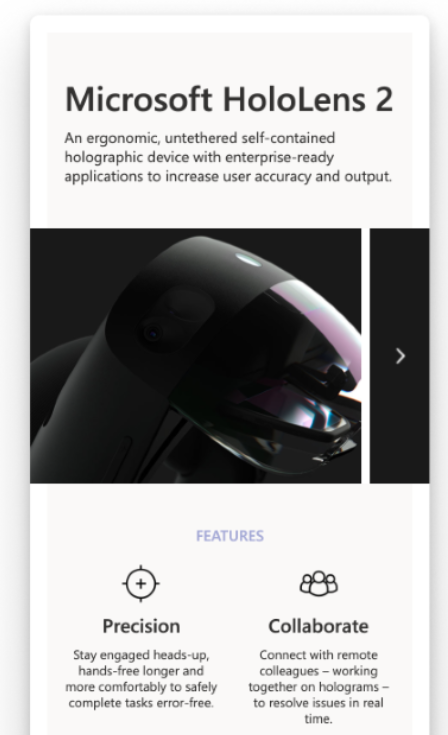 Microsoft HoloLens 2
An ergonomic, untethered self-contained
holographic device with enterprise-ready
applications to increase user accuracy and output.
FEATURES
Precision
Stay engaged heads-up,
hands-free longer and
more comfortably to safely
complete tasks error-free.
Collaborate
Connect with remote
colleagues – working
together on holograms –
to resolve issues in real
time.